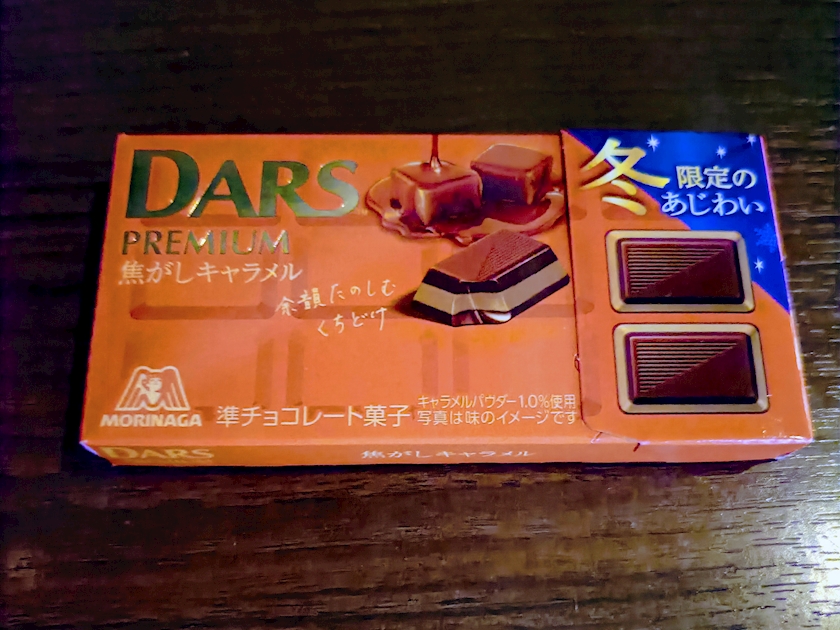 DARS
PREMIUM
焦がしキャラメル
余韻たのしむ
くちどけ
冬
限定の
あじわい
MORINAGA
準チョコレート菓子
キャラメルパウダー1.0%使用
写真は味のイメージです
DARS
焦がしキャラメル